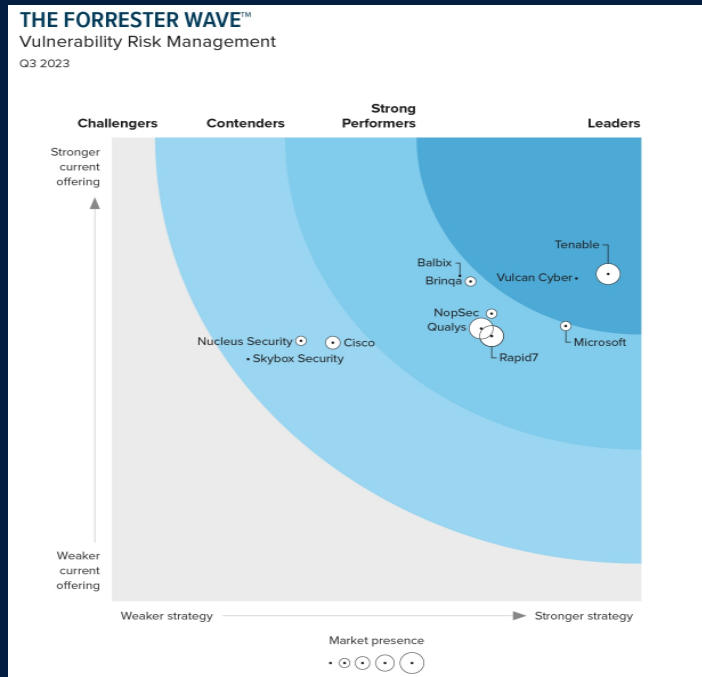 THE FORRESTER WAVE™
Vulnerability Risk Management
Q3 2023
Challengers
Contenders
Strong
Performers
Leaders
Stronger
current
offering
Tenable
Balbix
Vulcan Cyber
Brinqa
NopSec
Qualys
Nucleus Security
Cisco
Microsoft
Skybox Security
Rapid7
Weaker
current
offering
Weaker strategy
Stronger strategy
Market presence